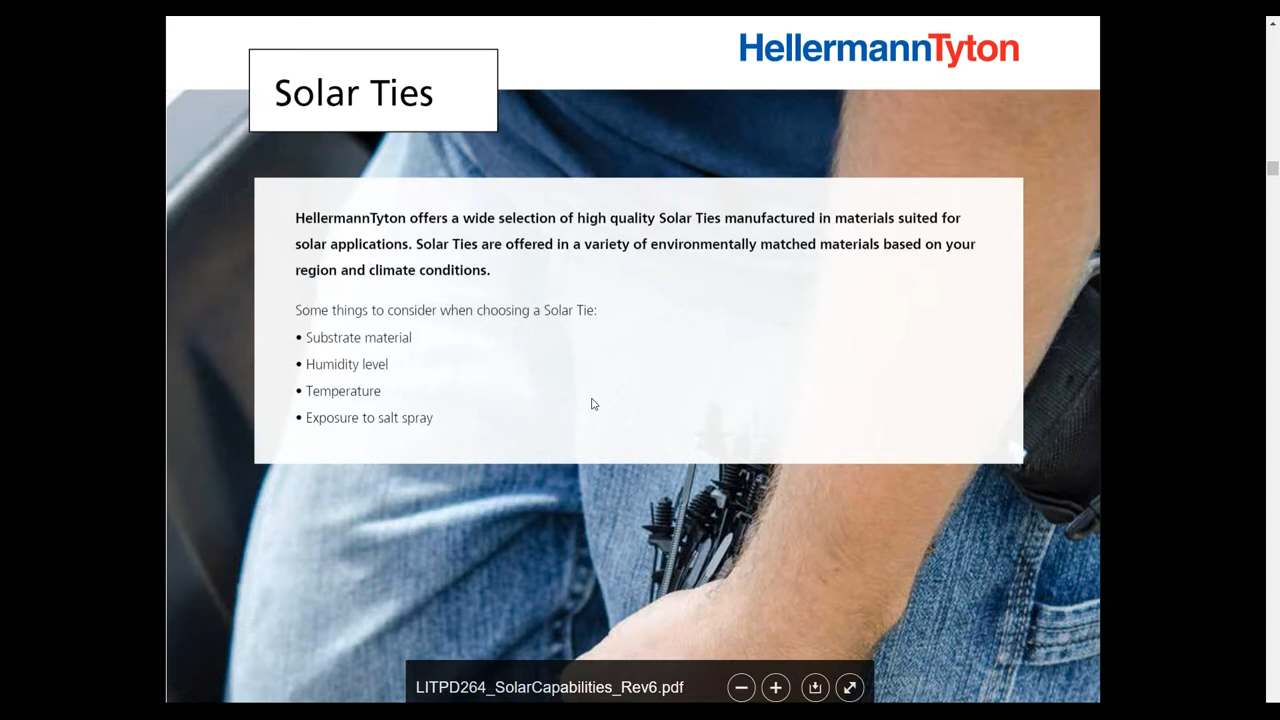 HellermannTyton
Solar Ties
HellermannTyton offers a wide selection of high quality Solar Ties manufactured in materials suited for
solar applications. Solar Ties are offered in a variety of environmentally matched materials based on your
region and climate conditions.
Some things to consider when choosing a Solar Tie:
• Substrate material
• Humidity level
• Temperature
• Exposure to salt spray
LITPD264_SolarCapabilities_Rev6.pdf